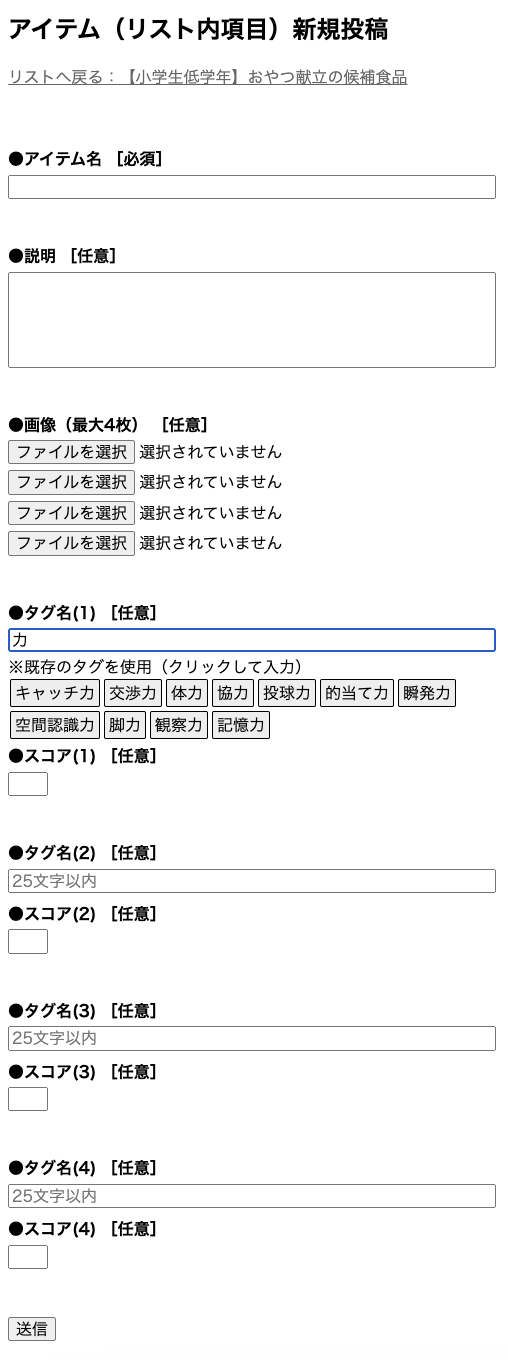 アイテム（リスト内項目）新規投稿
リストへ戻る：【小学生低学年】おやつ献立の候補食品
●アイテム名 ［必須］
●説明 ［任意］
●画像（最大4枚） ［任意］
ファイルを選択 選択されていません
ファイルを選択 選択されていません
ファイルを選択 選択されていません
ファイルを選択 選択されていません
●タグ名(1) ［任意］
力
※既存のタグを使用（クリックして入力）
キャッチ力 交渉力 体力 協力 投球力 的当て力 瞬発力
空間認識力 脚力 観察力 記憶力
●スコア(1) ［任意］
●タグ名(2) ［任意］
25文字以内
●スコア(2) ［任意］
●タグ名(3) ［任意］
25文字以内
●スコア(3) ［任意］
●タグ名(4) ［任意］
25文字以内
●スコア(4) ［任意］
送信